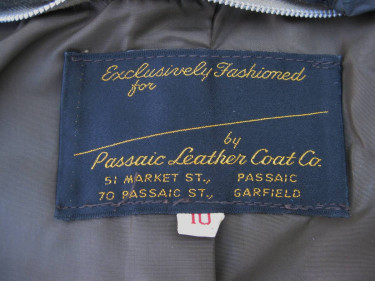 Exclusively Fashioned
for
by
Passaic Leather Coat Co.
51 MARKET ST., PASSAIC
70 PASSAIC ST., GARFIELD
10